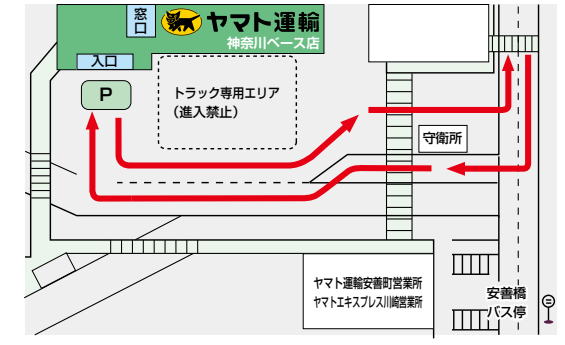 窓口
ヤマト運輸
神奈川ベース店
入口
P
トラック専用エリア
（進入禁止）
守衛所
ヤマト運輸安善町営業所
ヤマトエキスプレス川崎営業所
安善橋
バス停